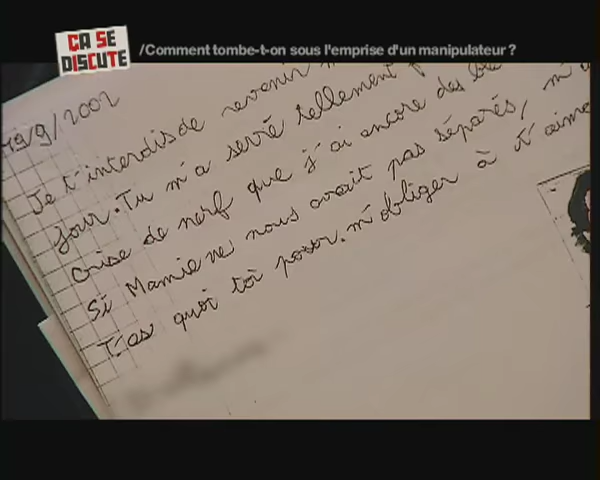 ÇA SE
DISCUTE
/Comment tombe-t-on sous l'emprise d'un manipulateur ?
19/9/2002
Je t'interdis de revenir
jour. Tu m'a serré tellement
Crise de nerf que j'ai encore des
Si Mamie ne nous avait pas séparés, m'
T'es quoi toi pour m'obliger à t'aime